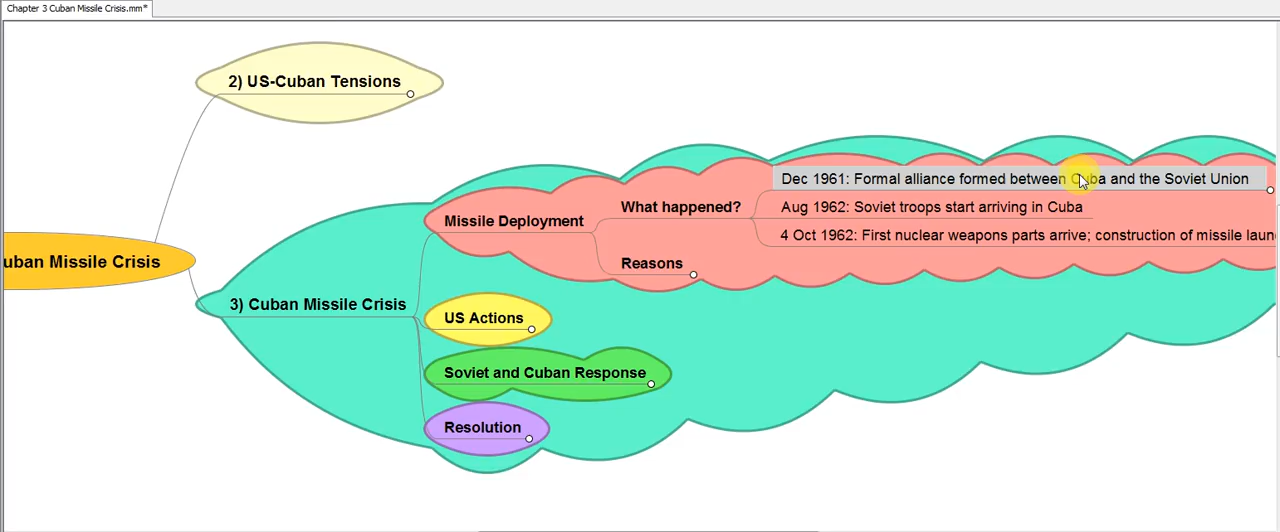 Chapter 3 Cuban Missile Crisis.mm*
2) US-Cuban Tensions
Dec 1961: Formal alliance formed between Cuba and the Soviet Union
What happened?
Missile Deployment
Aug 1962: Soviet troops start arriving in Cuba
4 Oct 1962: First nuclear weapons parts arrive; construction of missile laun
Reasons
uban Missile Crisis
3) Cuban Missile Crisis
US Actions
Soviet and Cuban Response
Resolution